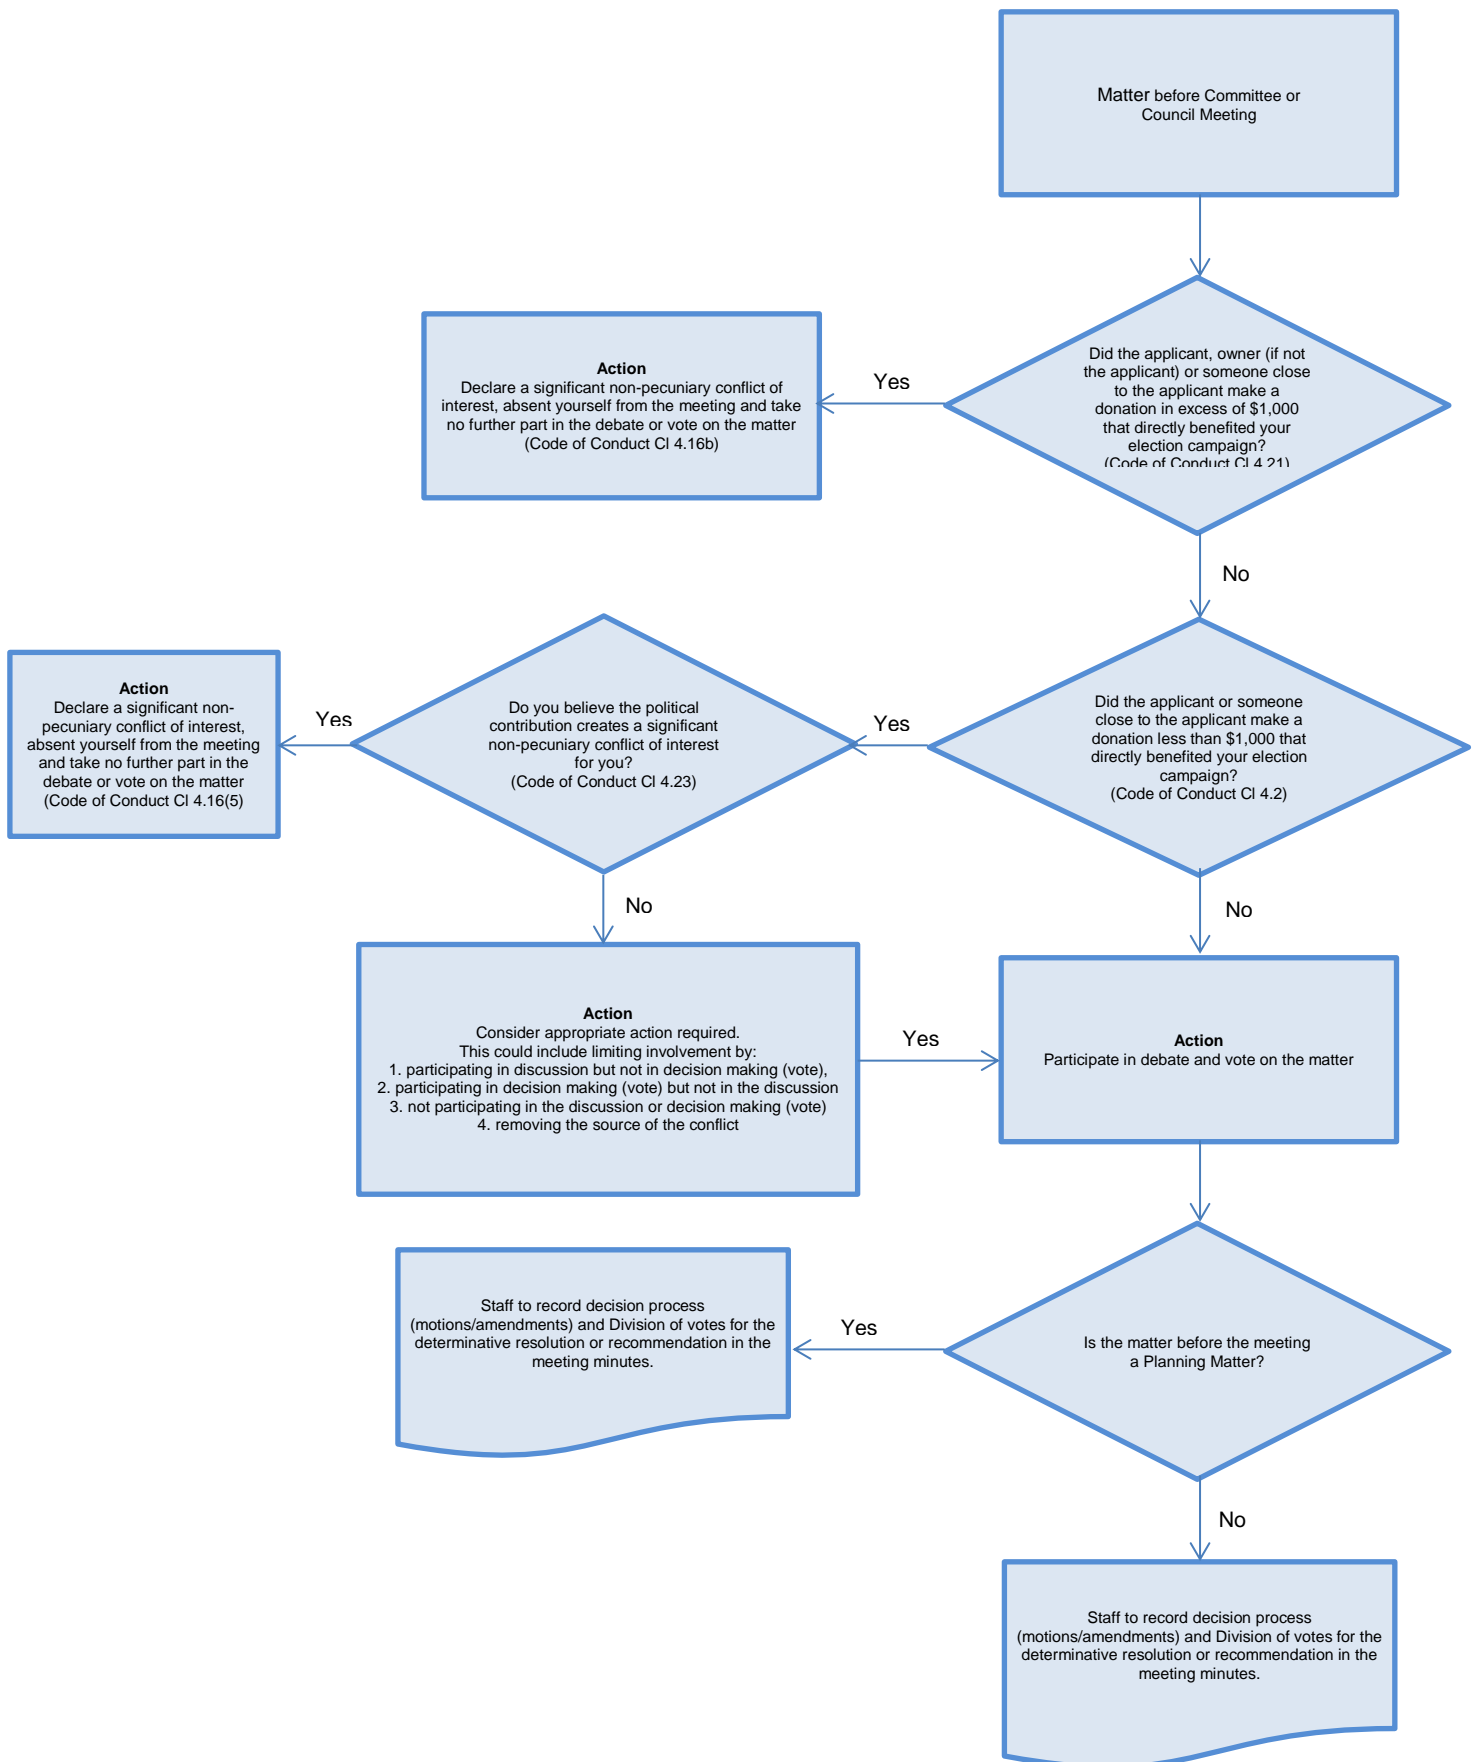 Matter before Committee or
Council Meeting
Did the applicant, owner (if not
the applicant) or someone close
to the applicant make a
donation in excess of $1,000
that directly benefited your
election campaign?
(Code of Conduct Cl 4.21)
Yes
Action
Declare a significant non-pecuniary conflict of
interest, absent yourself from the meeting and take
no further part in the debate or vote on the matter
(Code of Conduct Cl 4.16b)
No
Did the applicant or someone
close to the applicant make a
donation less than $1,000 that
directly benefited your election
campaign?
(Code of Conduct Cl 4.2)
Yes
Do you believe the political
contribution creates a significant
non-pecuniary conflict of interest
for you?
(Code of Conduct Cl 4.23)
Yes
Action
Declare a significant non-
pecuniary conflict of interest,
absent yourself from the meeting
and take no further part in the
debate or vote on the matter
(Code of Conduct Cl 4.16(5)
No
No
Action
Consider appropriate action required.
This could include limiting involvement by:
1. participating in discussion but not in decision making (vote),
2. participating in decision making (vote) but not in the discussion
3. not participating in the discussion or decision making (vote)
4. removing the source of the conflict
Yes
Action
Participate in debate and vote on the matter
Is the matter before the meeting
a Planning Matter?
Yes
Staff to record decision process
(motions/amendments) and Division of votes for the
determinative resolution or recommendation in the
meeting minutes.
No
Staff to record decision process
(motions/amendments) and Division of votes for the
determinative resolution or recommendation in the
meeting minutes.